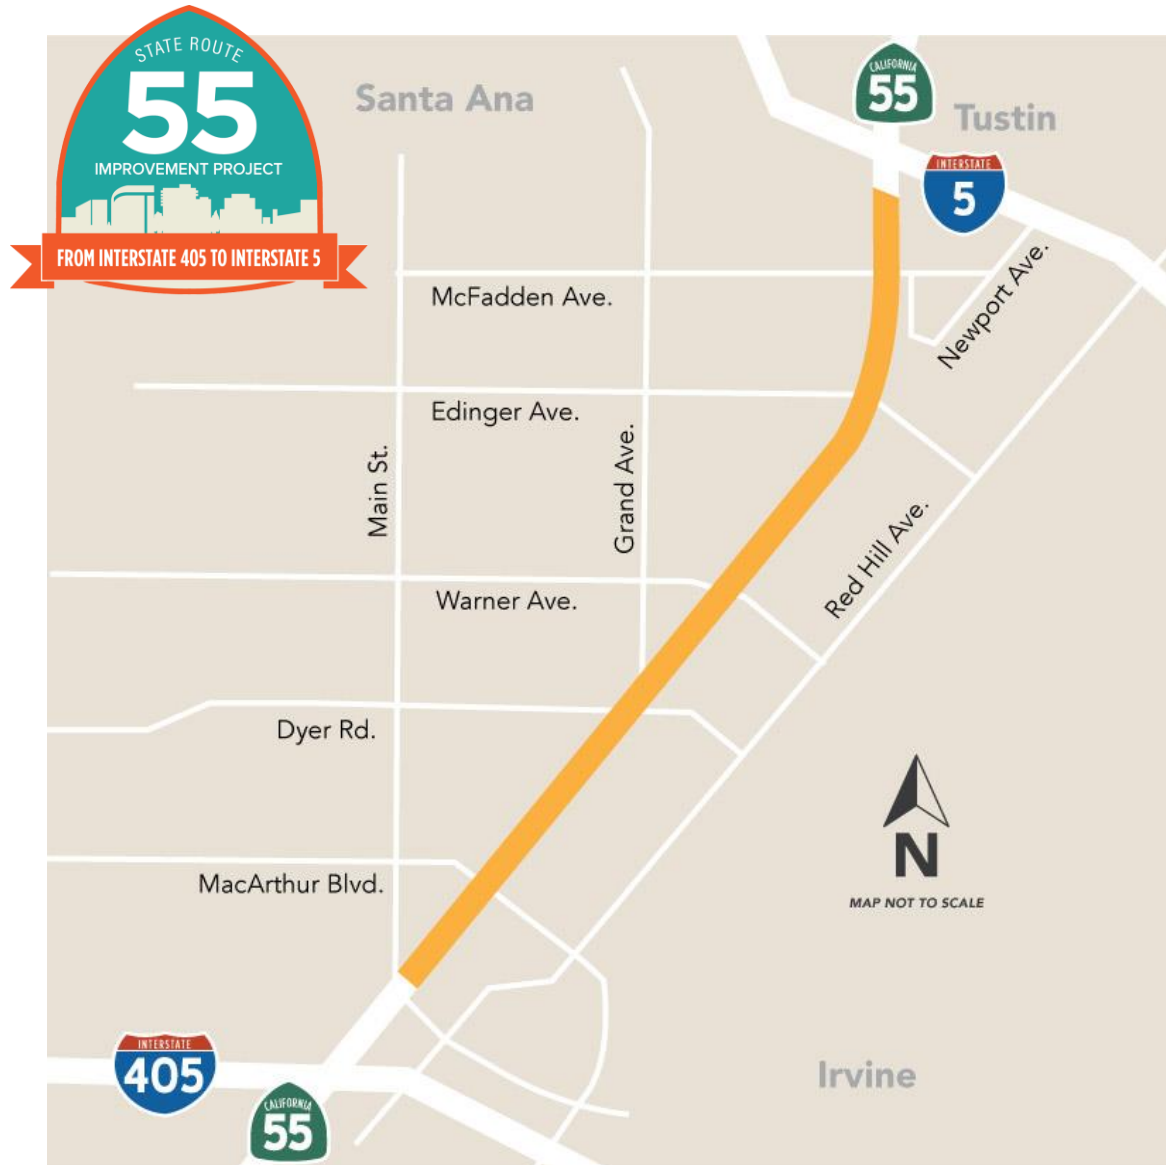 STATE ROUTE
55
IMPROVEMENT PROJECT
FROM INTERSTATE 405 TO INTERSTATE 5
Santa Ana
CALIFORNIA
55
Tustin
INTERSTATE
5
McFadden Ave.
Newport Ave.
Edinger Ave.
Main St.
Grand Ave.
Red Hill Ave.
Warner Ave.
Dyer Rd.
MacArthur Blvd.
N
MAP NOT TO SCALE
INTERSTATE
405
CALIFORNIA
55
Irvine